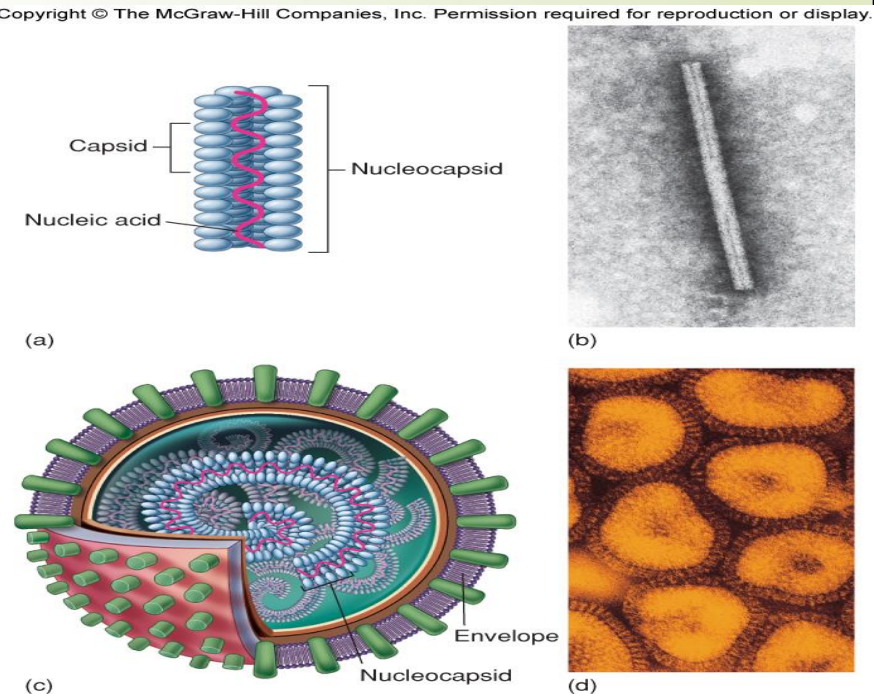 Copyright © The McGraw-Hill Companies, Inc. Permission required for reproduction or display.
Capsid
Nucleocapsid
Nucleic acid
(a)
(b)
Envelope
Nucleocapsid
(c)
(d)